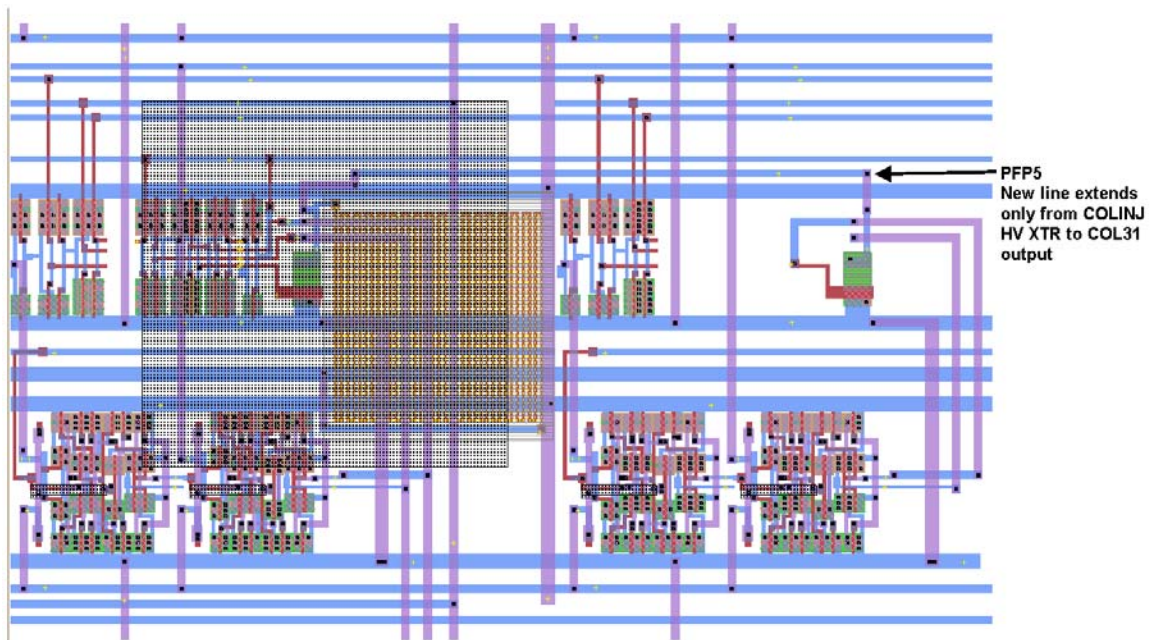 PFP5
New line extends
only from COLINJ
HV XTR to COL31
output